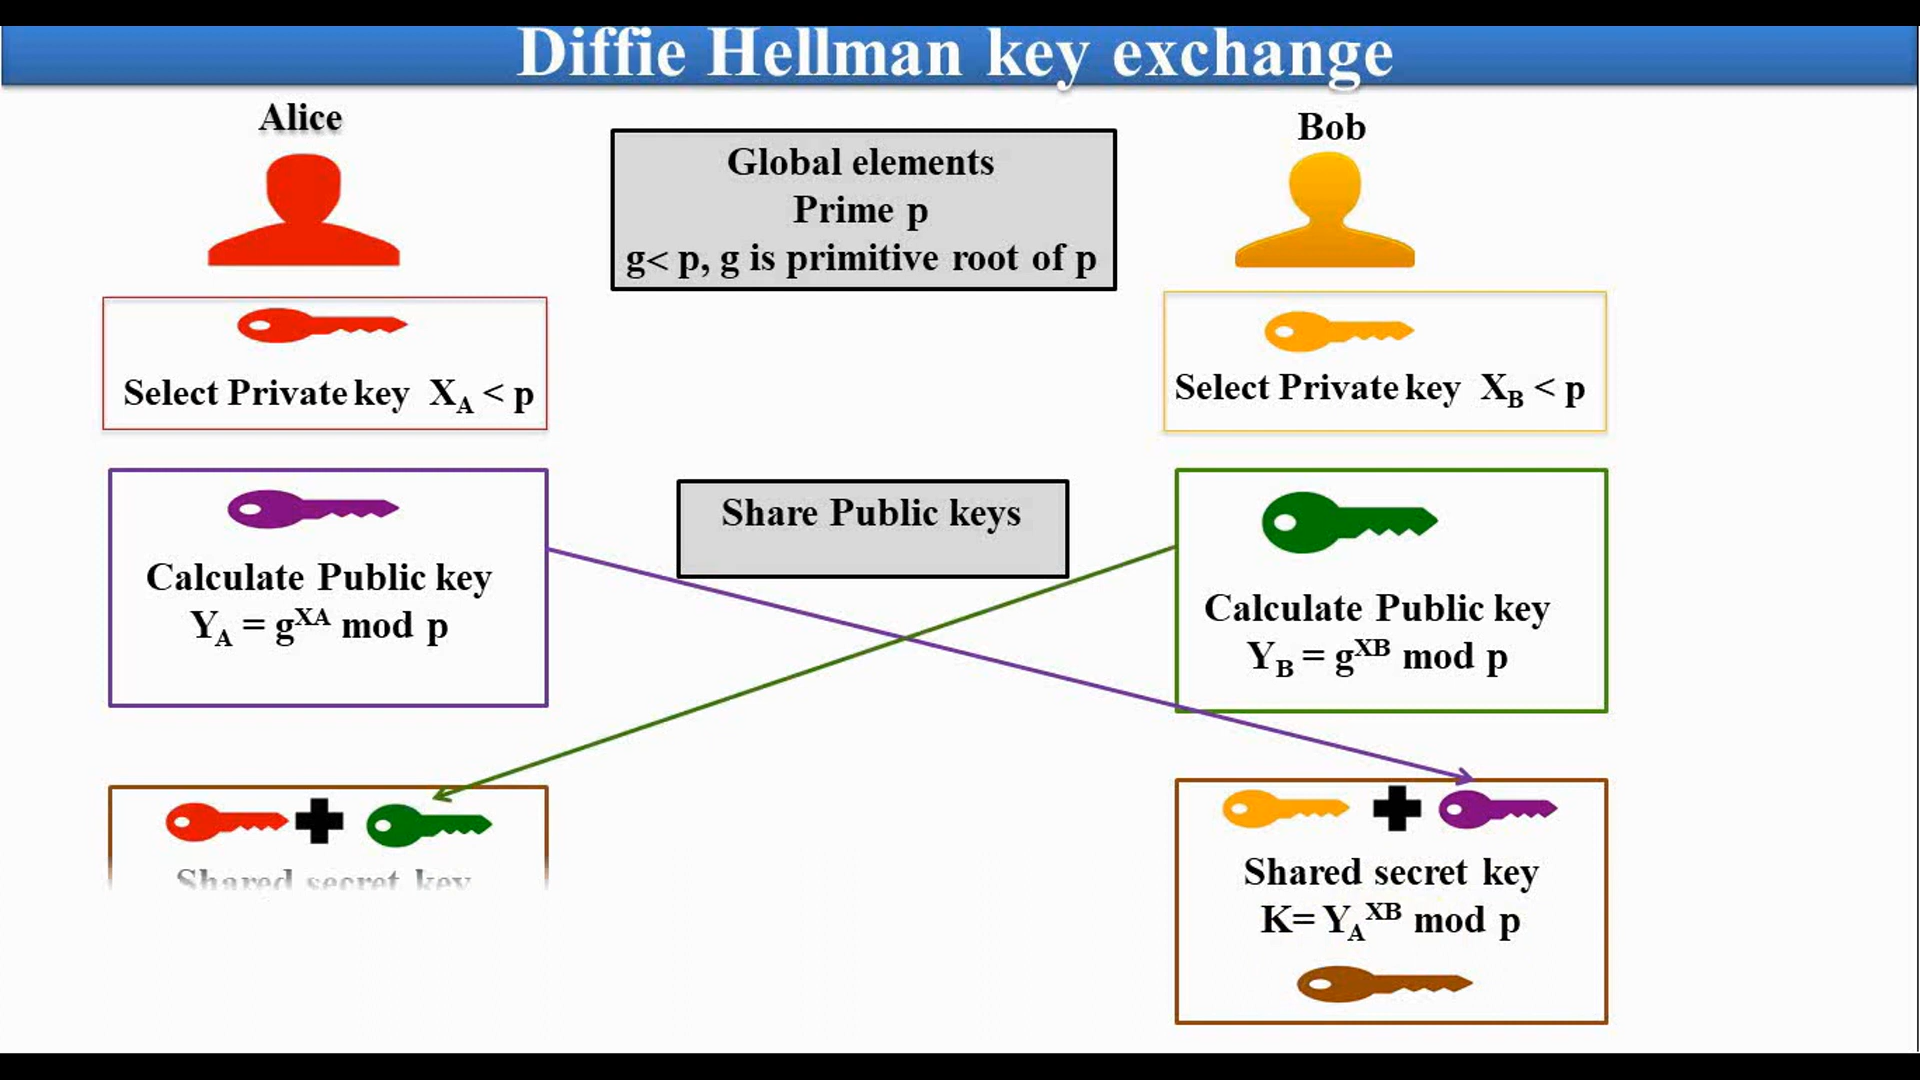 Diffie Hellman key exchange
Alice
Bob
Global elements
Prime p
g< p, g is primitive root of p
Select Private key X_A < p
Select Private key X_B < p
Calculate Public key
Y_A = g^XA mod p
Share Public keys
Calculate Public key
Y_B = g^XB mod p
Shared secret key
Shared secret key
K= Y_A^XB mod p